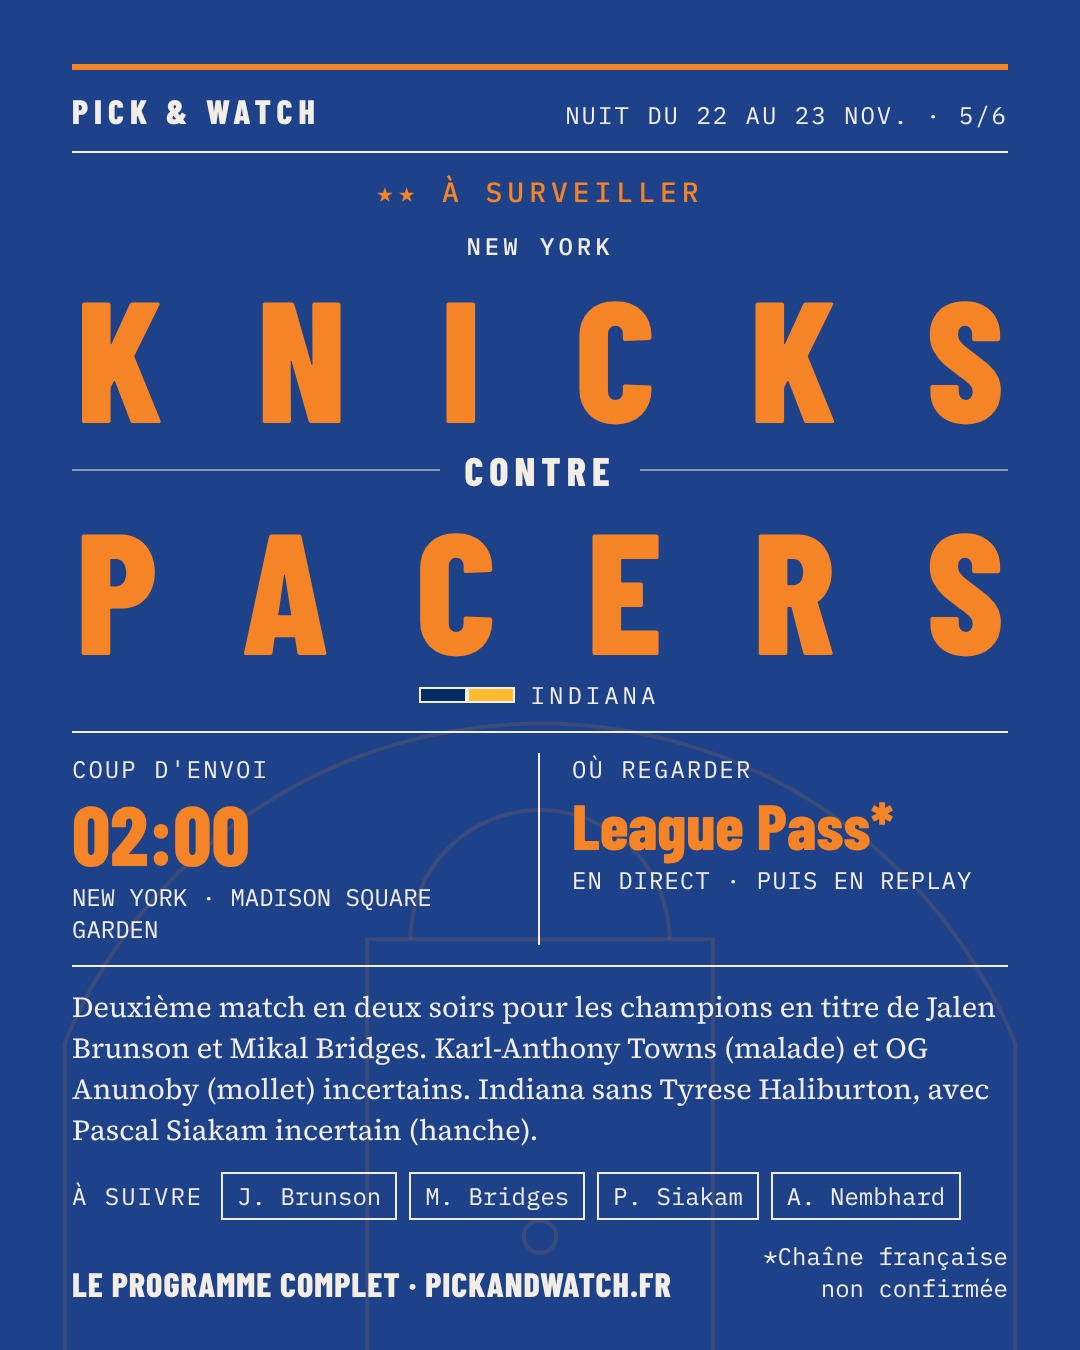 PICK & WATCH
NUIT DU 22 AU 23 NOV. · 5/6
★★ À SURVEILLER
NEW YORK
KNICKS
CONTRE
PACERS
INDIANA
COUP D'ENVOI
02:00
NEW YORK · MADISON SQUARE
GARDEN
OÙ REGARDER
League Pass*
EN DIRECT · PUIS EN REPLAY
Deuxième match en deux soirs pour les champions en titre de Jalen
Brunson et Mikal Bridges. Karl-Anthony Towns (malade) et OG
Anunoby (mollet) incertains. Indiana sans Tyrese Haliburton, avec
Pascal Siakam incertain (hanche).
À SUIVRE J. Brunson M. Bridges P. Siakam A. Nembhard
LE PROGRAMME COMPLET · PICKANDWATCH.FR
*Chaîne française
non confirmée